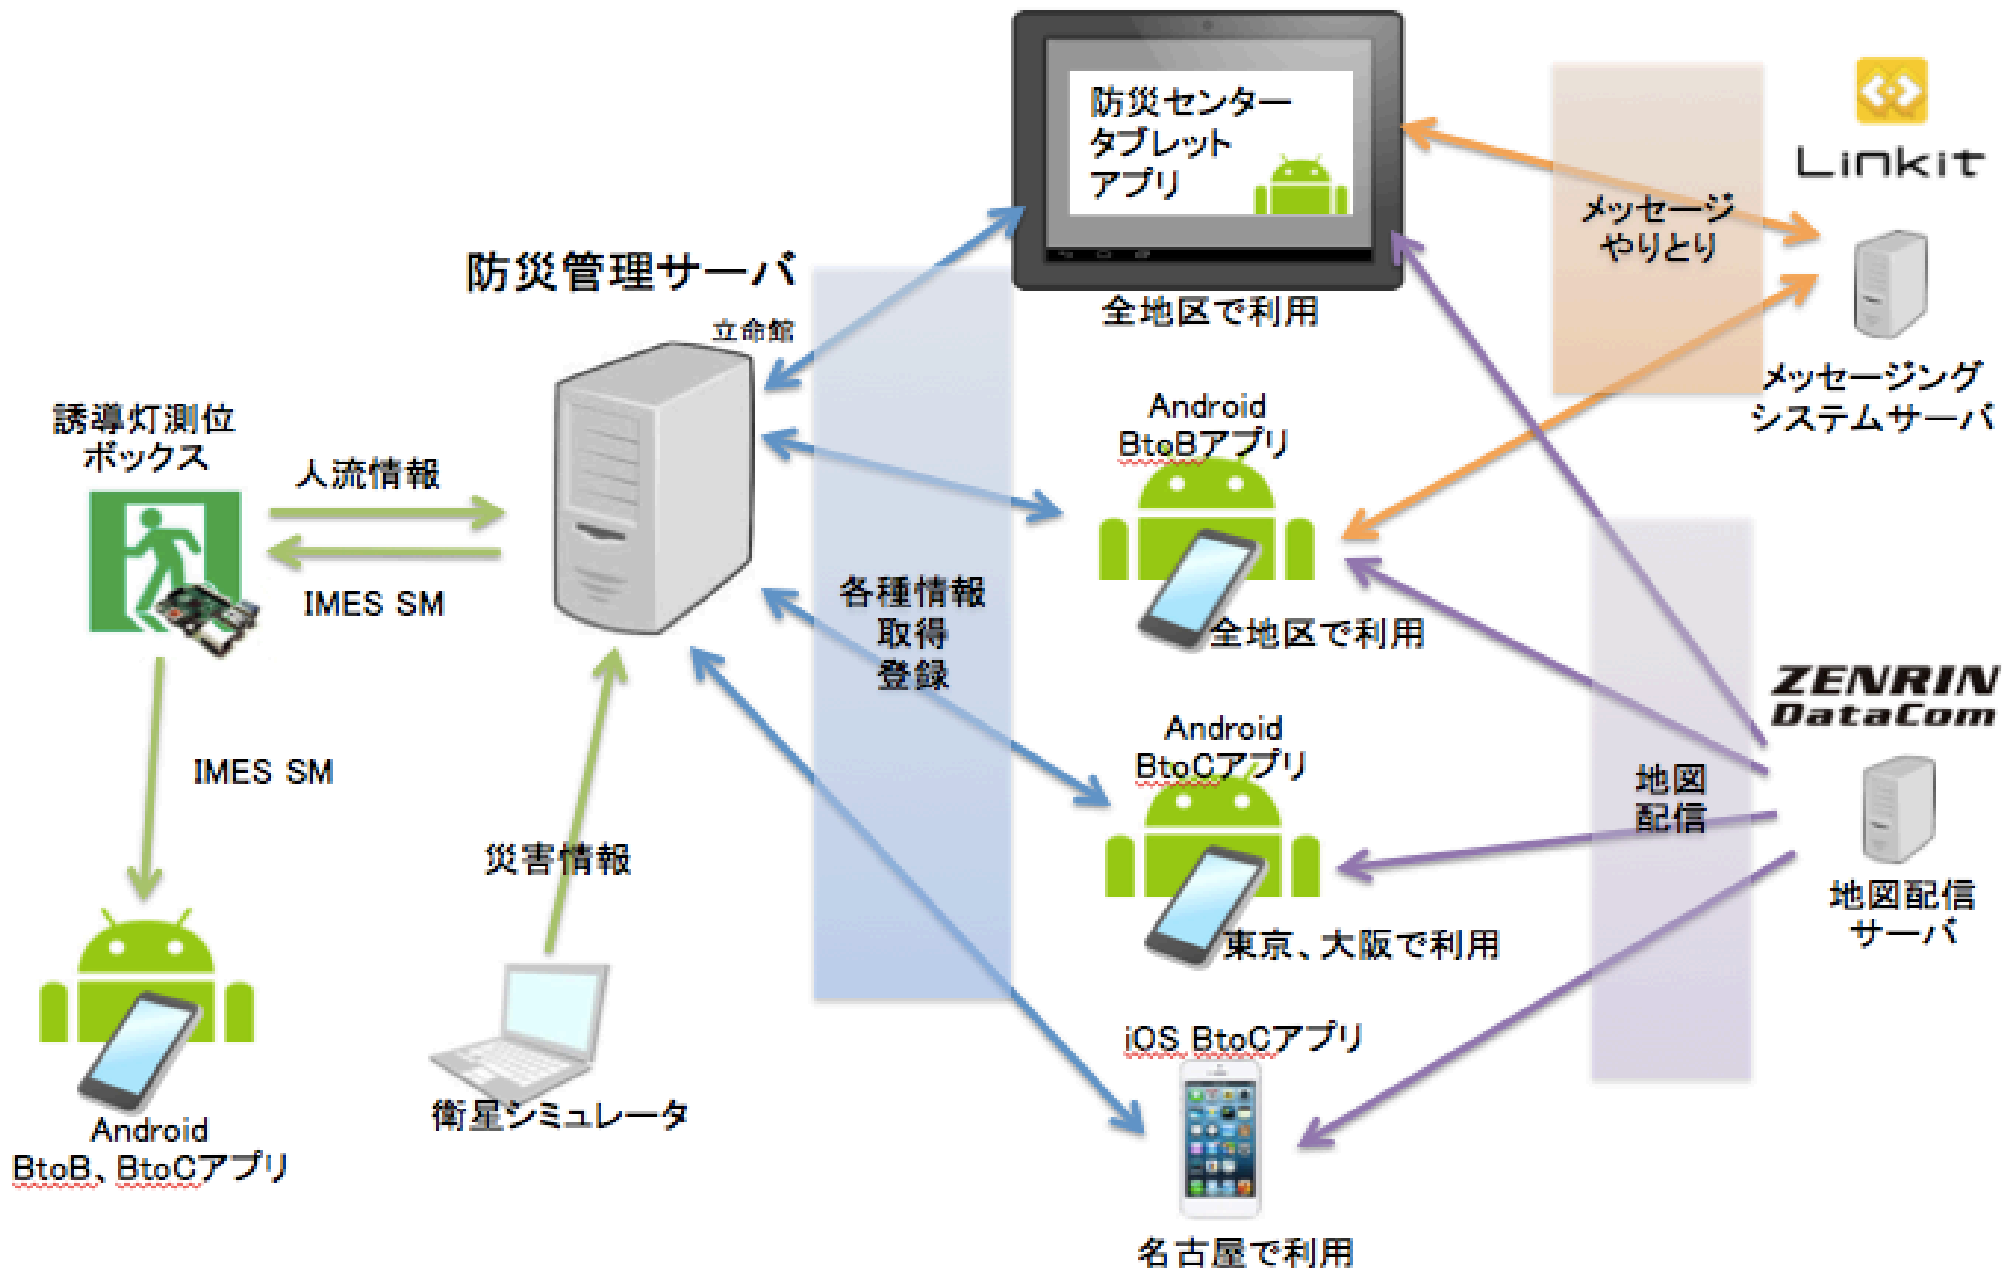 防災センター
タブレット
アプリ
全地区で利用
Linkit
メッセージ
やりとり
メッセージング
システムサーバ
防災管理サーバ
立命館
誘導灯測位
ボックス
人流情報
IMES SM
IMES SM
災害情報
衛星シミュレータ
Android
BtoB、BtoCアプリ
各種情報
取得
登録
Android
BtoBアプリ
全地区で利用
Android
BtoCアプリ
東京、大阪で利用
iOS BtoCアプリ
名古屋で利用
ZENRIN
DataCom
地図
配信
地図配信
サーバ